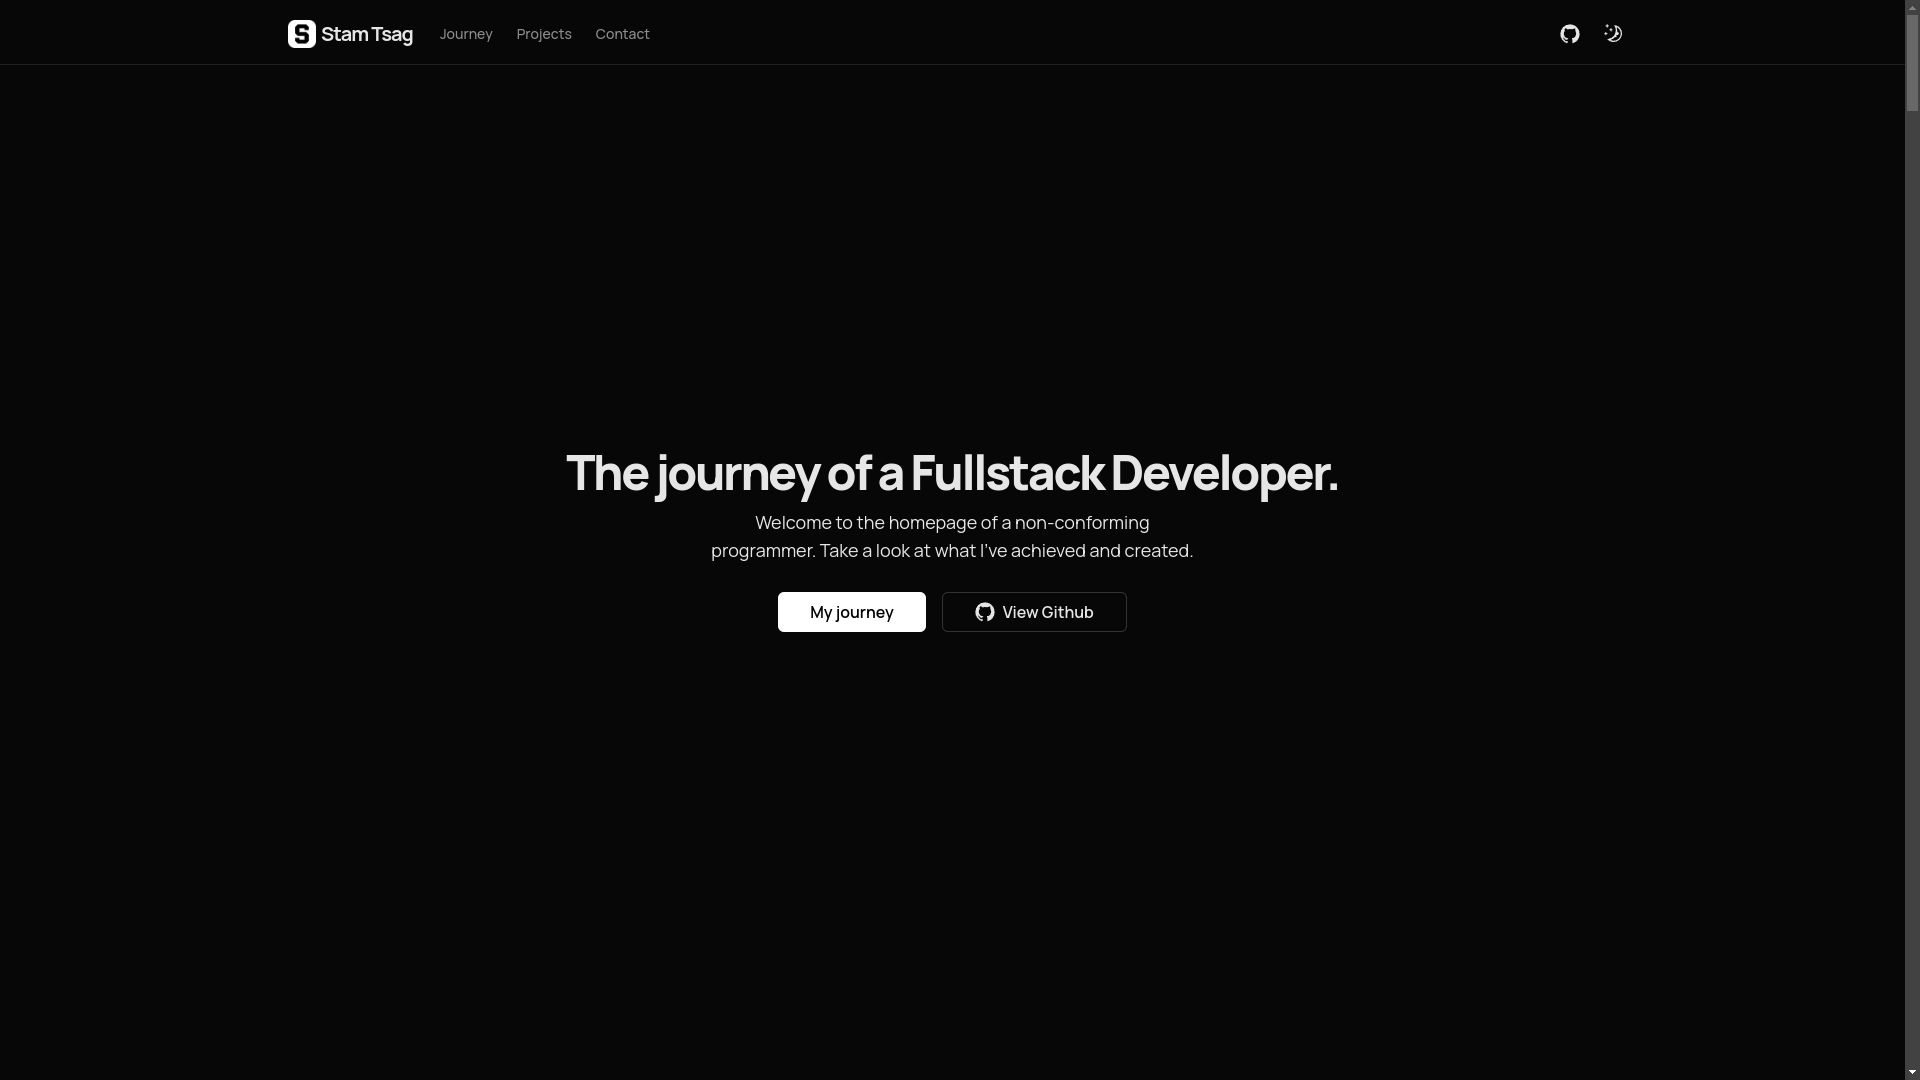 S Stam Tsag
Journey
Projects
Contact
The journey of a Fullstack Developer.
Welcome to the homepage of a non-conforming
programmer. Take a look at what I've achieved and created.
My journey
View Github